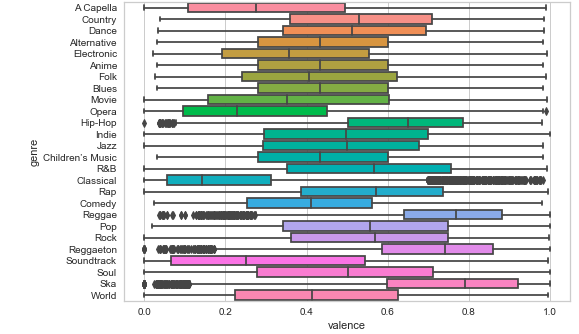 A Capella
Country
Dance
Alternative
Electronic
Anime
Folk
Blues
Movie
Opera
Hip-Hop
Indie
Jazz
Children's Music
R&B
Classical
Rap
Comedy
Reggae
Pop
Rock
Reggaeton
Soundtrack
Soul
Ska
World
genre
0.0 0.2 0.4 0.6 0.8 1.0
valence